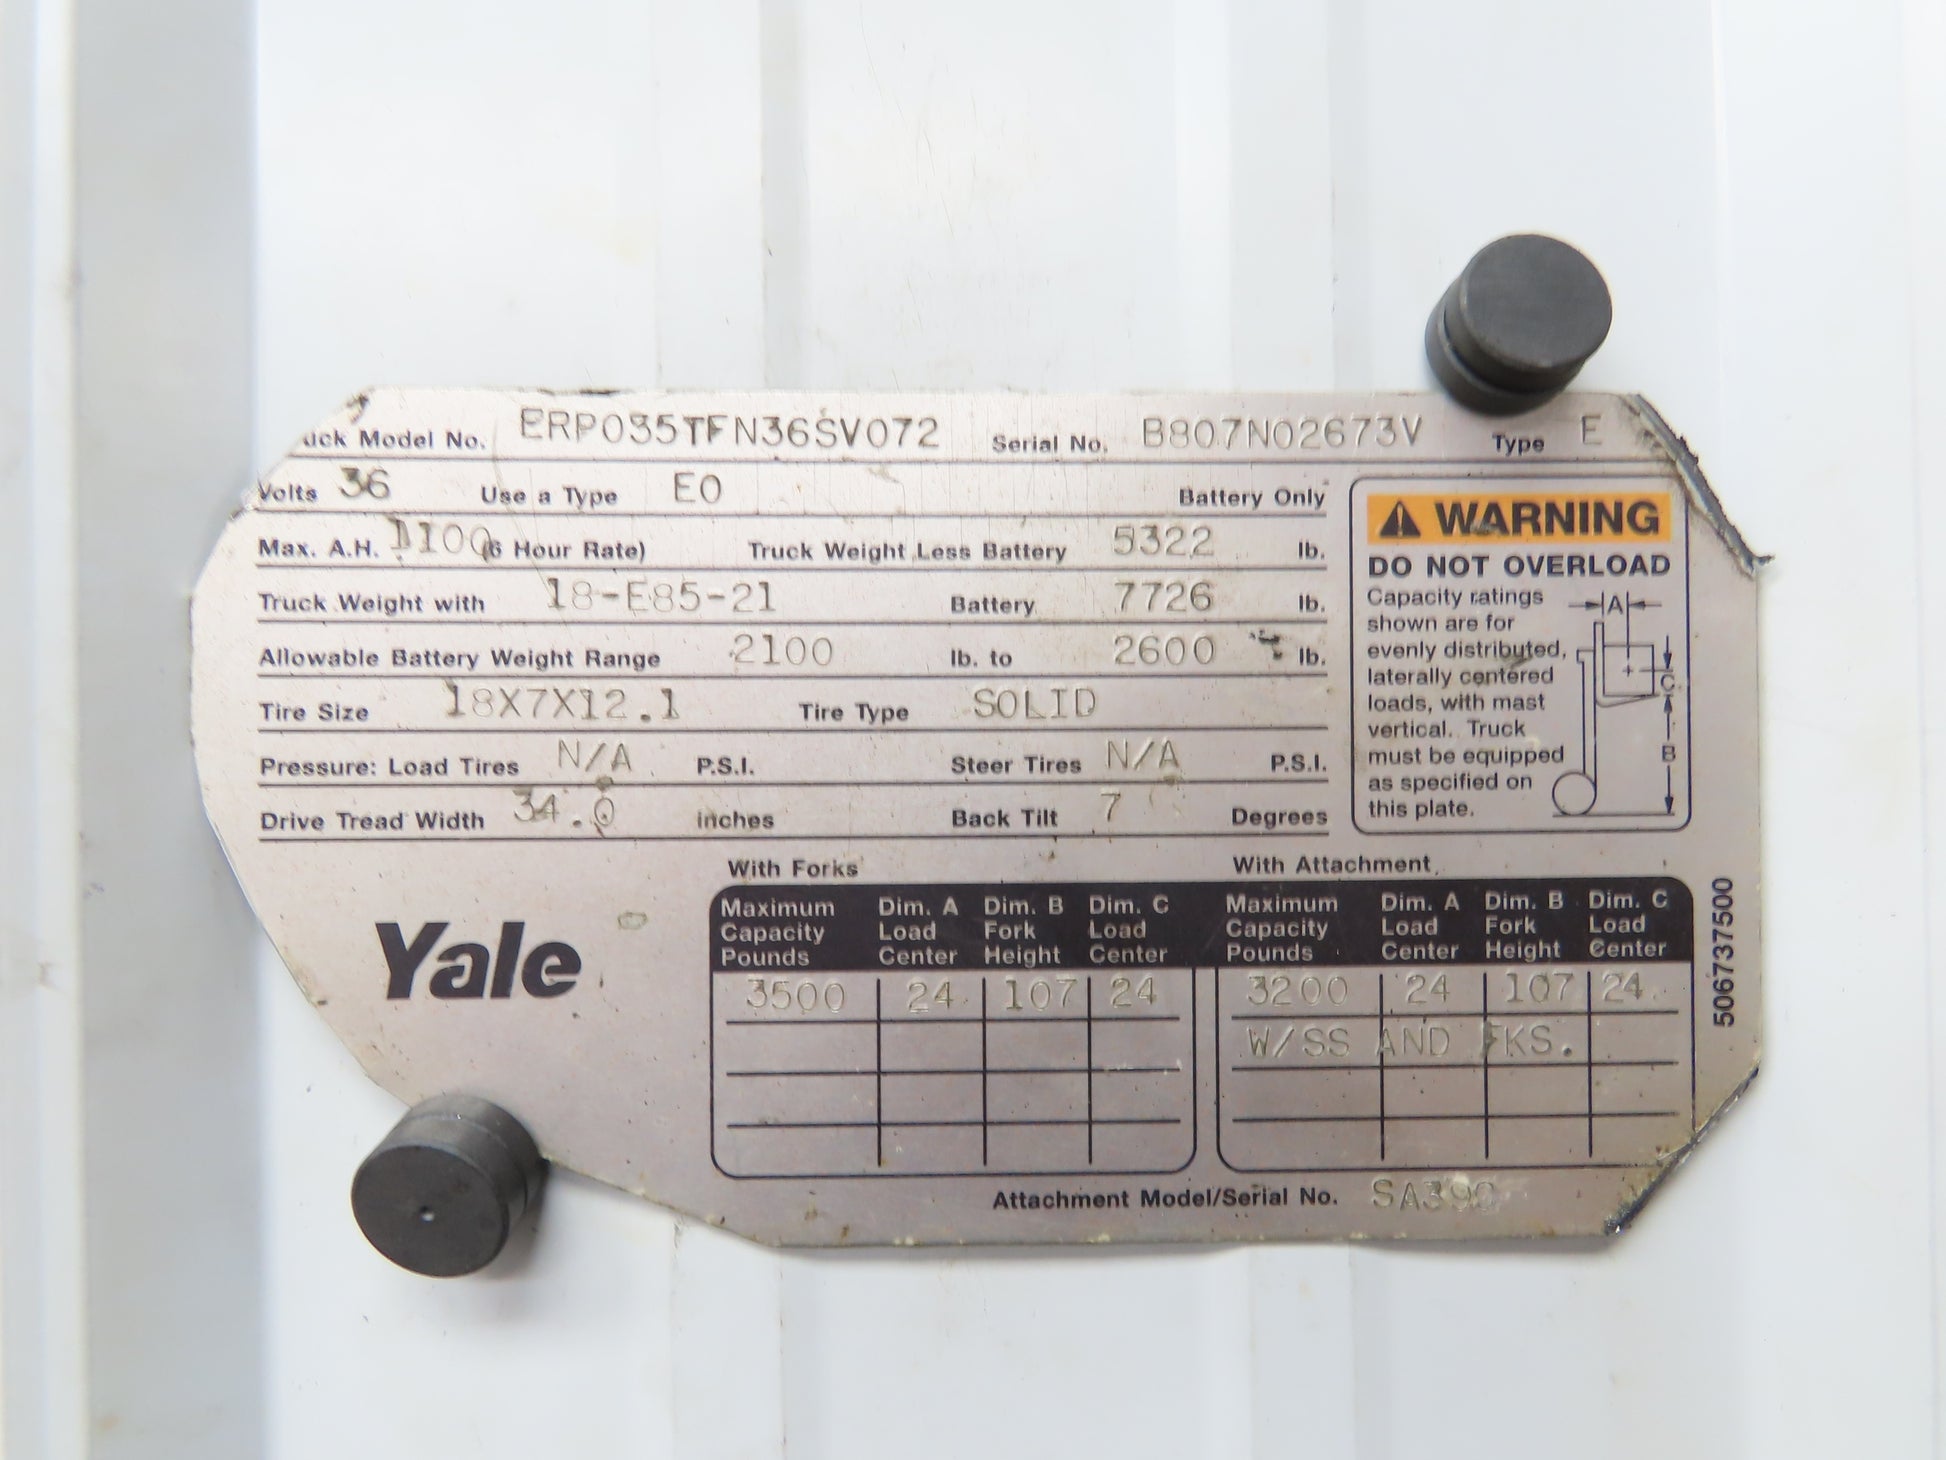 uck Model No. ERP035TFN36SV072 Serial No. B807N02673V Type E
Volts 36 Use a Type EO Battery Only
Max. A.H. 1100 (6 Hour Rate) Truck Weight Less Battery 5322 lb.
Truck Weight with 18-E85-21 Battery 7726 lb.
Allowable Battery Weight Range 2100 lb. to 2600 lb.
Tire Size 18X7X12.1 Tire Type SOLID
Pressure: Load Tires N/A P.S.I. Steer Tires N/A P.S.I.
Drive Tread Width 34.0 inches Back Tilt 7 Degrees
WARNING
DO NOT OVERLOAD
Capacity ratings
shown are for
evenly distributed,
laterally centered
loads, with mast
vertical. Truck
must be equipped
as specified on
this plate.
A
C
B
Yale
With Forks
Maximum Dim. A Dim. B Dim. C
Capacity Load Fork Load
Pounds Center Height Center
3500 24 107 24
With Attachment
Maximum Dim. A Dim. B Dim. C
Capacity Load Fork Load
Pounds Center Height Center
3200 24 107 24
W/SS AND FKS.
Attachment Model/Serial No. SA390
506737500